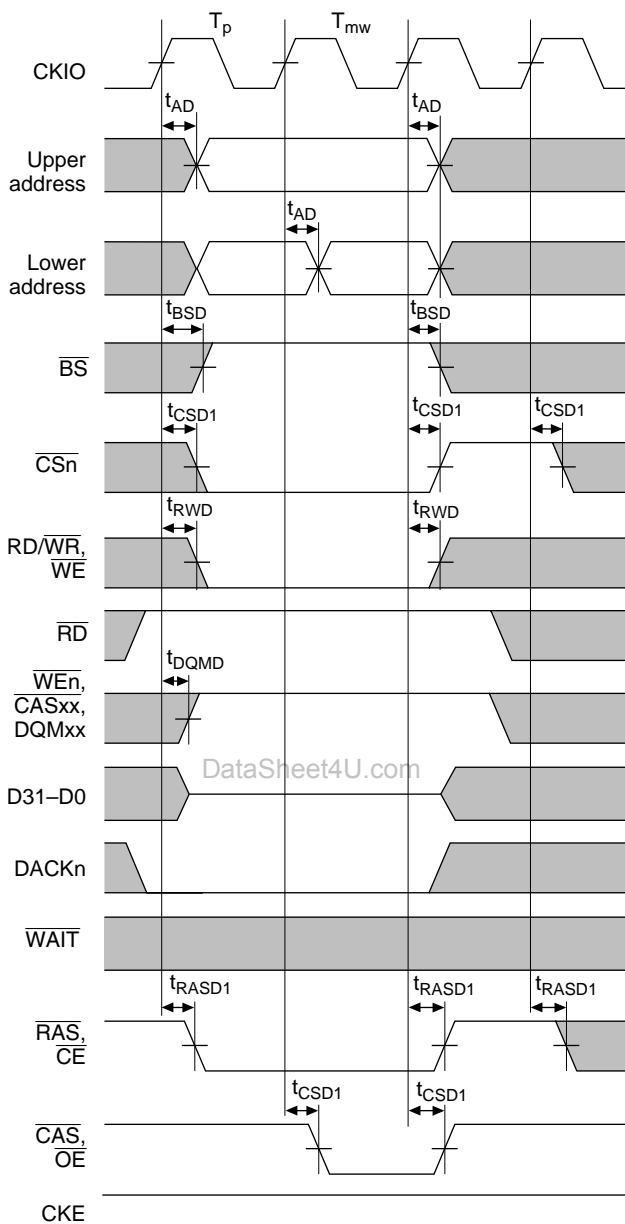 Tp Tmw
CKIO
tAD tAD
Upper
address
tAD
Lower
address
tBSD tBSD
BS
tCSD1 tCSD1 tCSD1
CSn
tRWD tRWD
RD/WR,
WE
RD
tDQMD
WEn,
CASxx,
DQMxx
DataSheet4U.com
D31–D0
DACKn
WAIT
tRASD1 tRASD1 tRASD1
RAS,
CE
tCSD1 tCSD1
CAS,
OE
CKE